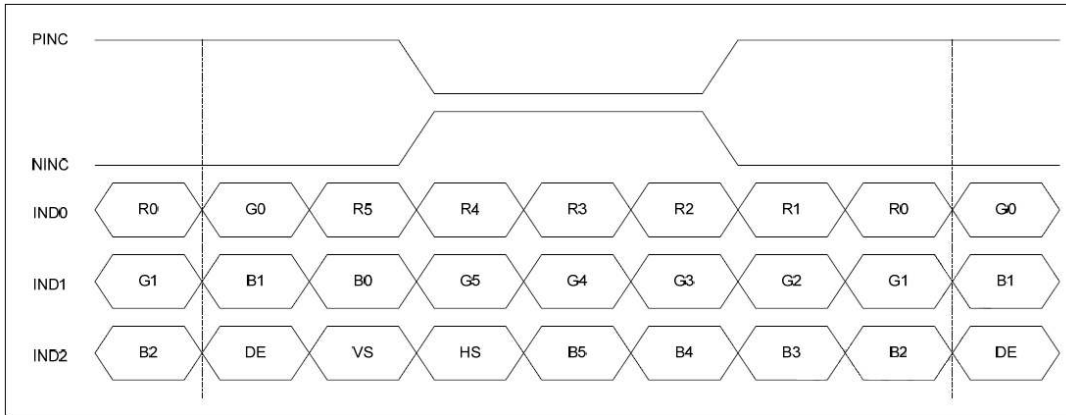 PINC
NINC
IND0 R0 G0 R5 R4 R3 R2 R1 R0 G0
IND1 G1 B1 B0 G5 G4 G3 G2 G1 B1
IND2 B2 DE VS HS B5 B4 B3 B2 DE